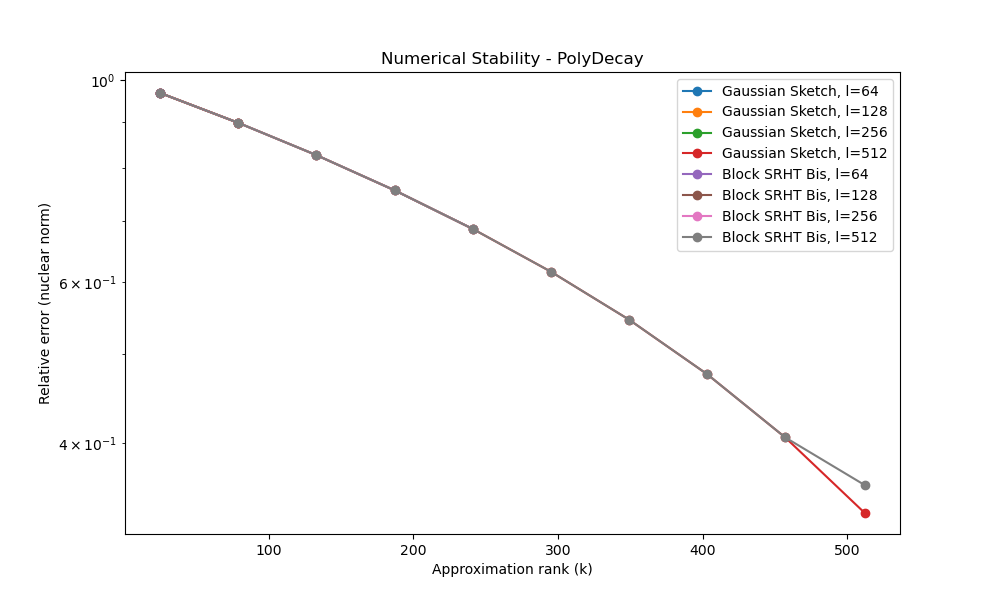 Numerical Stability - PolyDecay
10⁰
6 × 10⁻¹
4 × 10⁻¹
Relative error (nuclear norm)
Gaussian Sketch, l=64
Gaussian Sketch, l=128
Gaussian Sketch, l=256
Gaussian Sketch, l=512
Block SRHT Bis, l=64
Block SRHT Bis, l=128
Block SRHT Bis, l=256
Block SRHT Bis, l=512
100 200 300 400 500
Approximation rank (k)